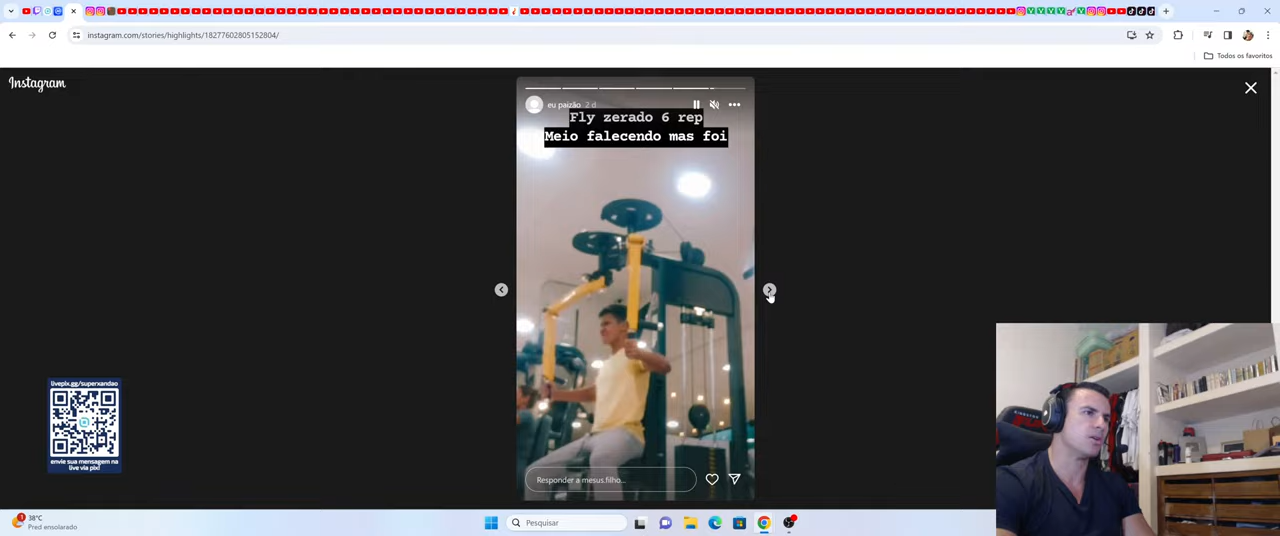 instagram.com/stories/highlights/18277602805152804/
Todos os favoritos
Instagram
eu paizão 2 d
Fly zerado 6 rep
Meio falecendo mas foi
livepix.gg/superxandao
envie sua mensagem na
live via pix!
Responder a mesus.filho...
38°C
Pred ensolarado
Pesquisar